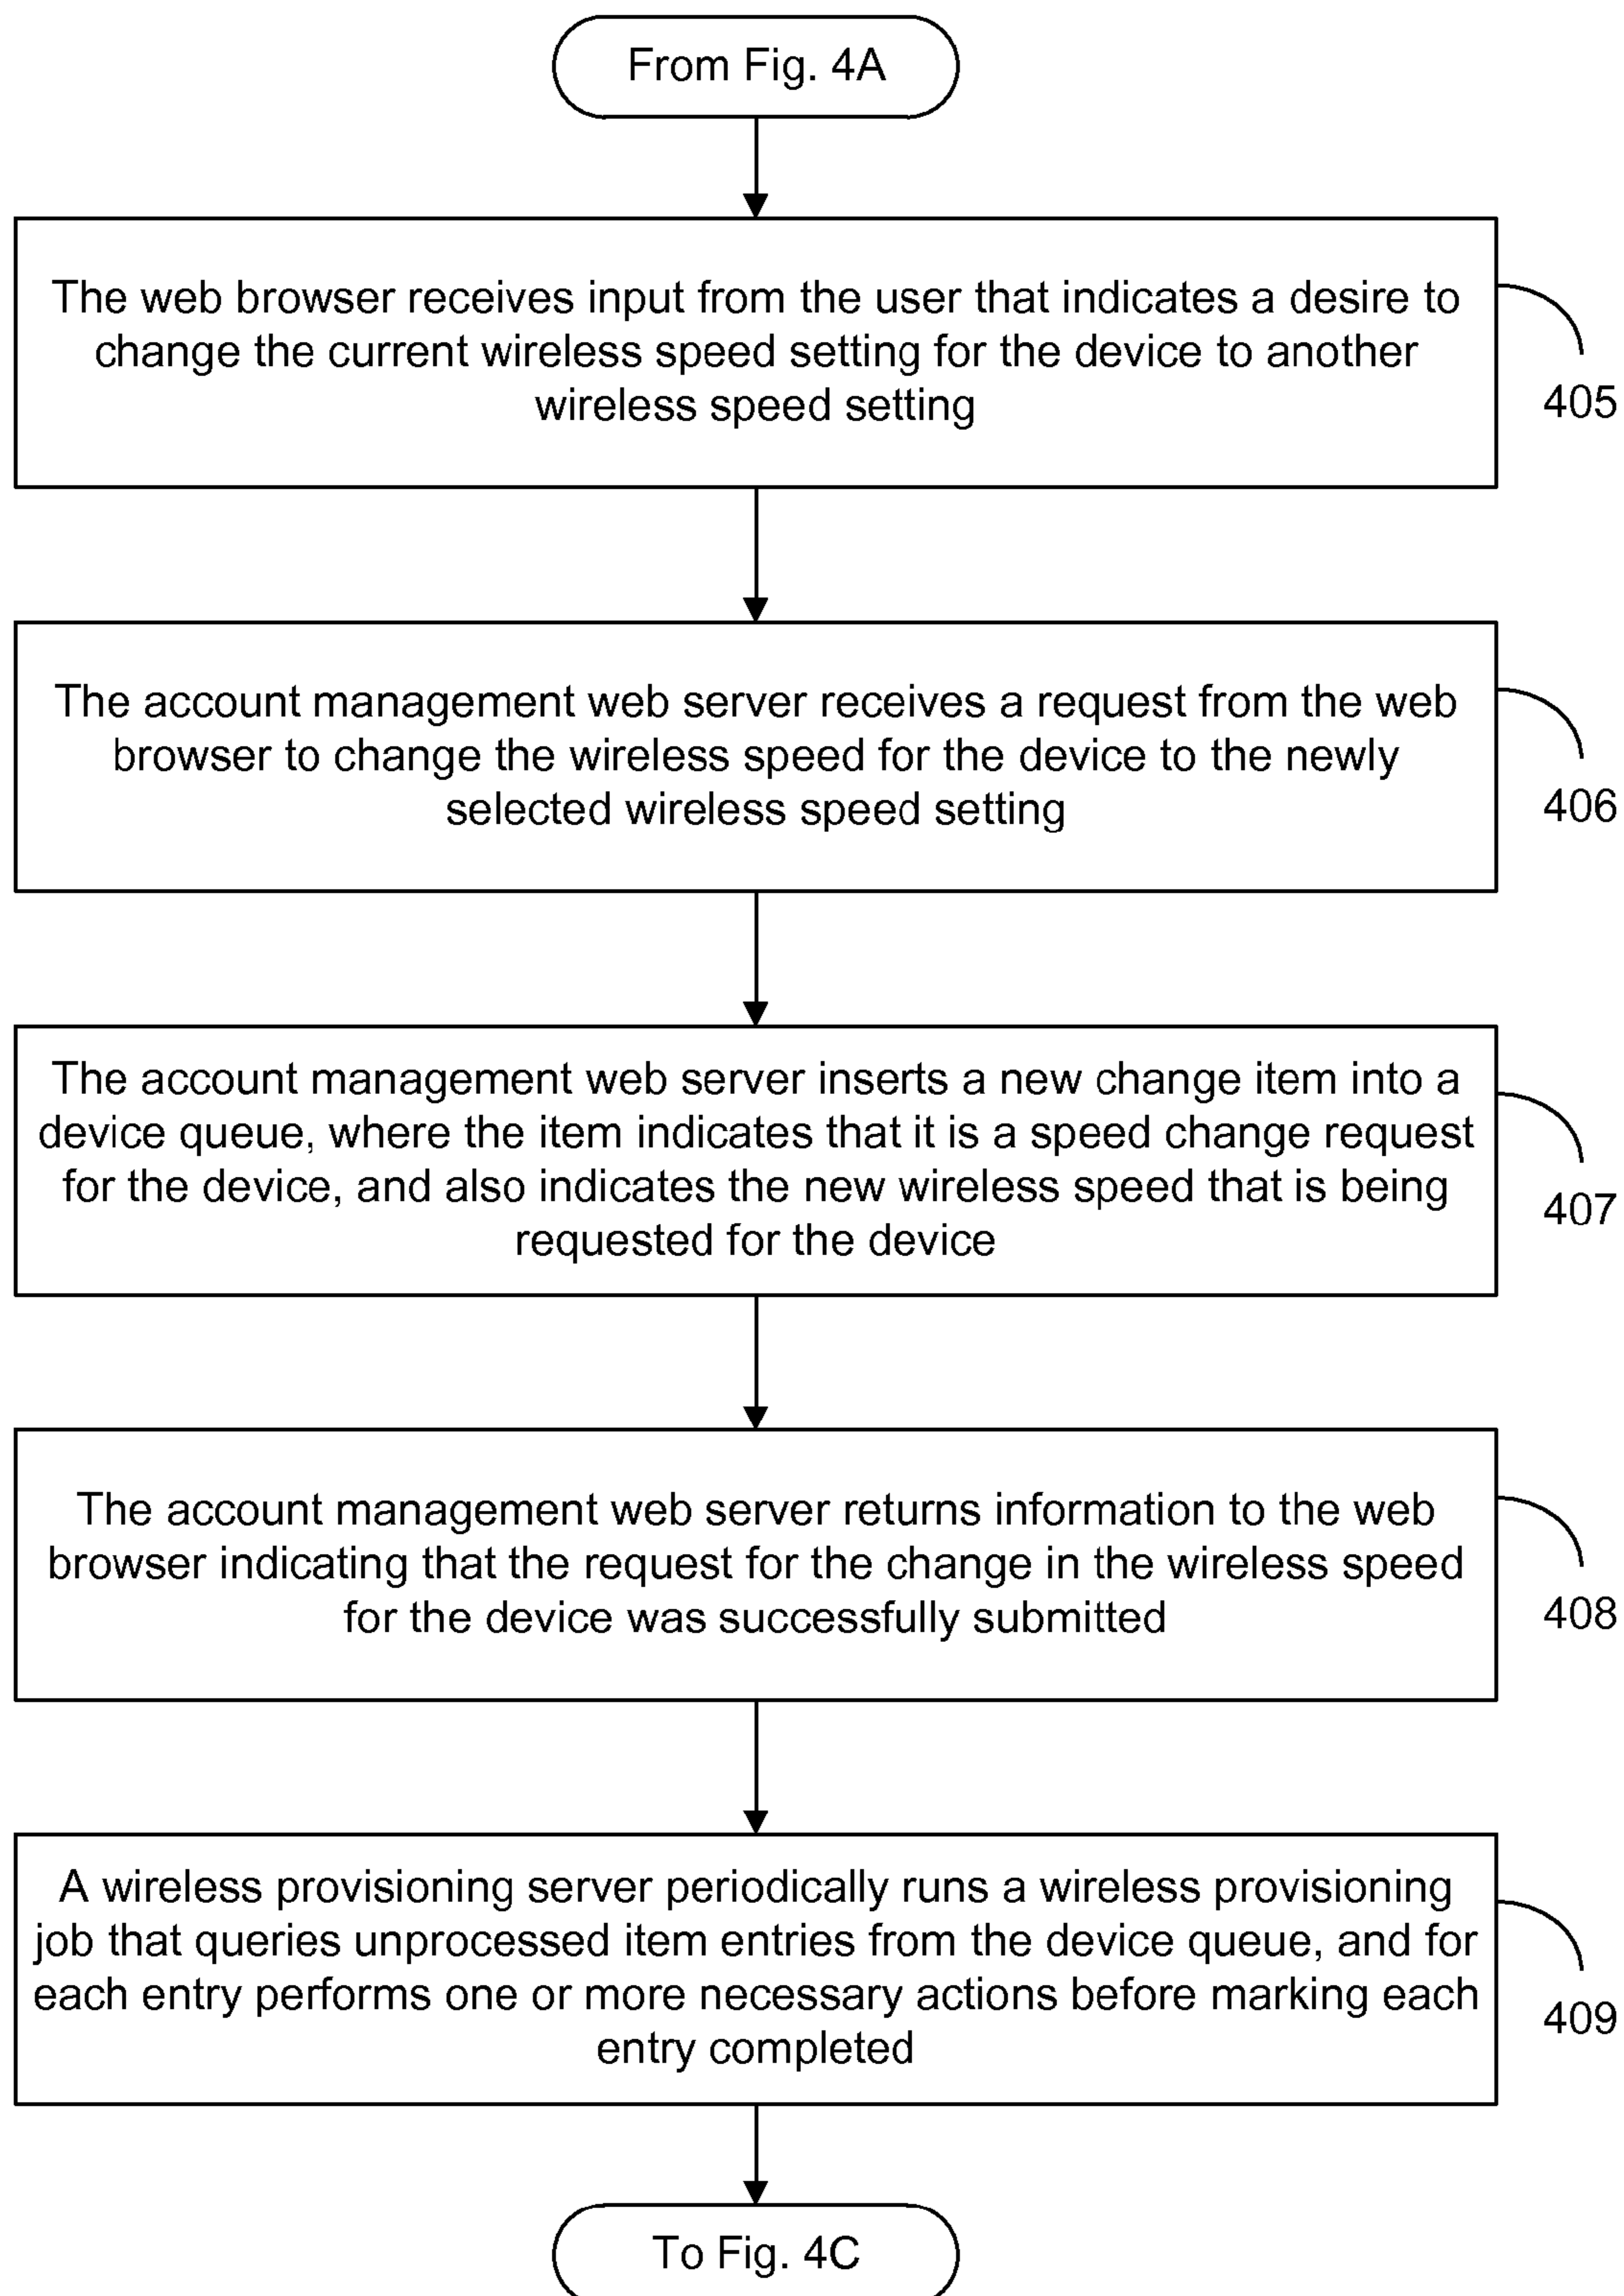 From Fig. 4A
The web browser receives input from the user that indicates a desire to
change the current wireless speed setting for the device to another
wireless speed setting
405
The account management web server receives a request from the web
browser to change the wireless speed for the device to the newly
selected wireless speed setting
406
The account management web server inserts a new change item into a
device queue, where the item indicates that it is a speed change request
for the device, and also indicates the new wireless speed that is being
requested for the device
407
The account management web server returns information to the web
browser indicating that the request for the change in the wireless speed
for the device was successfully submitted
408
A wireless provisioning server periodically runs a wireless provisioning
job that queries unprocessed item entries from the device queue, and for
each entry performs one or more necessary actions before marking each
entry completed
409
To Fig. 4C